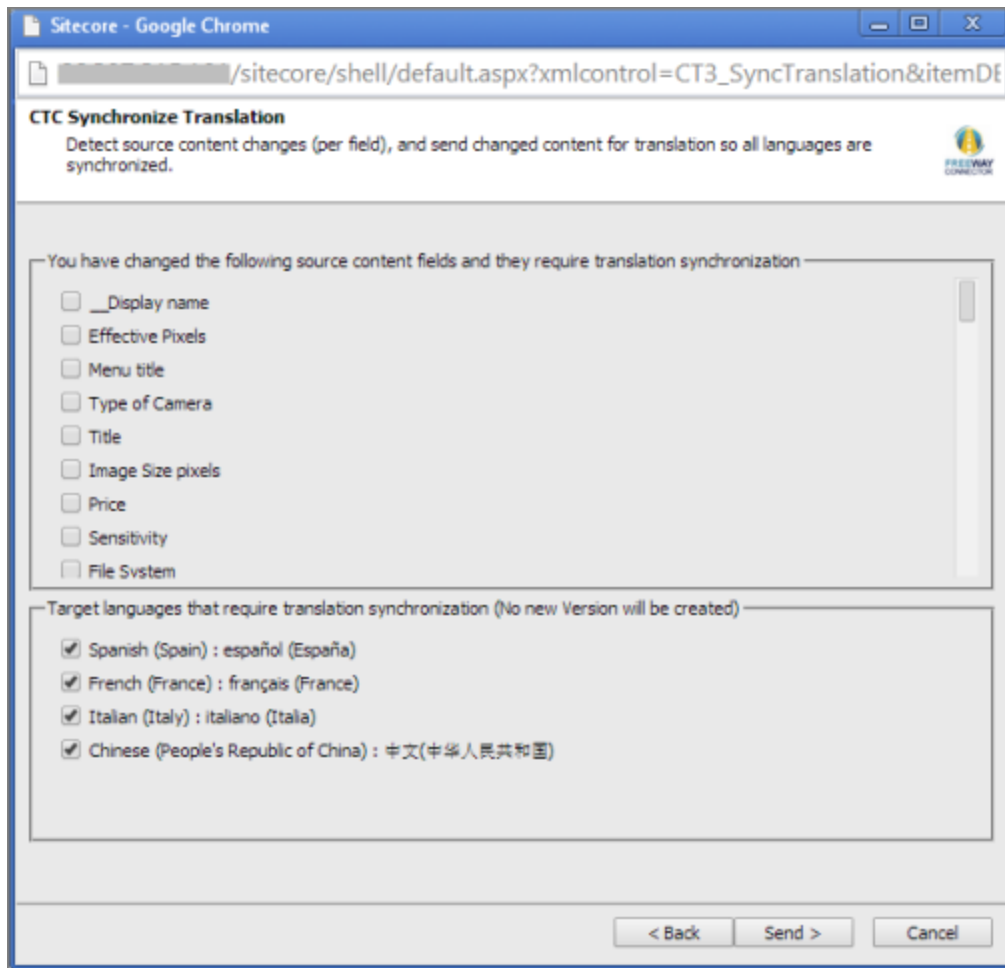 Sitecore - Google Chrome
/sitecore/shell/default.aspx?xmlcontrol=CT3_SyncTranslation&itemDE
CTC Synchronize Translation
Detect source content changes (per field), and send changed content for translation so all languages are
synchronized.
FREEWAY
CONNECTOR
You have changed the following source content fields and they require translation synchronization
__Display name
Effective Pixels
Menu title
Type of Camera
Title
Image Size pixels
Price
Sensitivity
File System
Target languages that require translation synchronization (No new Version will be created)
Spanish (Spain) : español (España)
French (France) : français (France)
Italian (Italy) : italiano (Italia)
Chinese (People's Republic of China) : 中文(中华人民共和国)
< Back
Send >
Cancel